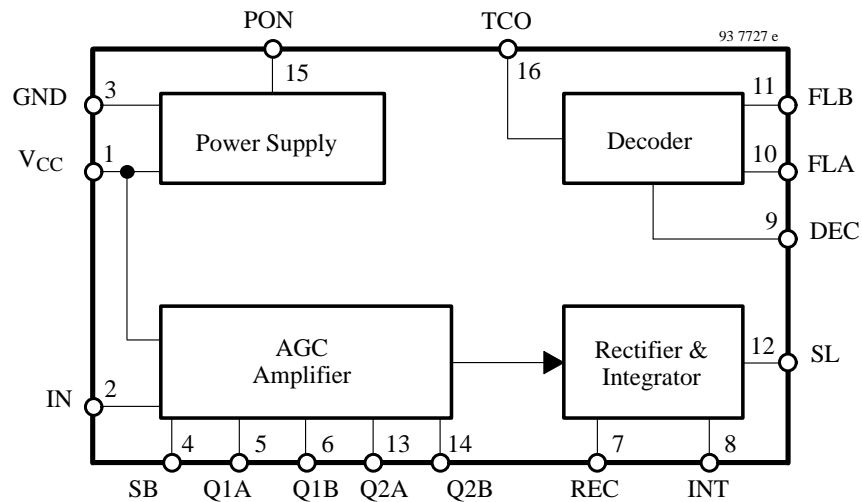 PON
TCO
93 7727 e
15
16
GND
3
11
FLB
Power Supply
Decoder
VCC
1
10
FLA
9
DEC
AGC
Amplifier
Rectifier &
Integrator
12
SL
IN
2
4
5
6
13
14
7
8
SB
Q1A
Q1B
Q2A
Q2B
REC
INT